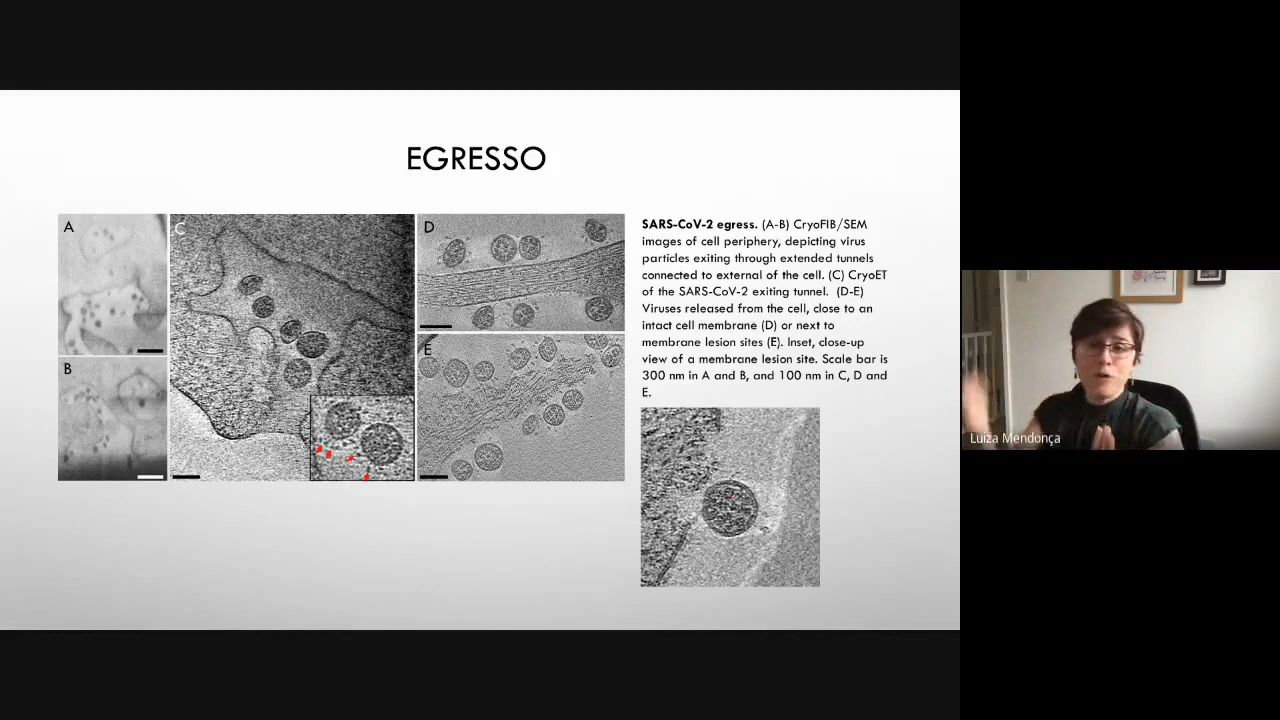 EGRESSO
A
B
C
D
E
SARS-CoV-2 egress. (A-B) CryoFIB/SEM
images of cell periphery, depicting virus
particles exiting through extended tunnels
connected to external of the cell. (C) CryoET
of the SARS-CoV-2 exiting tunnel. (D-E)
Viruses released from the cell, close to an
intact cell membrane (D) or next to
membrane lesion sites (E). Inset, close-up
view of a membrane lesion site. Scale bar is
300 nm in A and B, and 100 nm in C, D and
E.
Luiza Mendonça